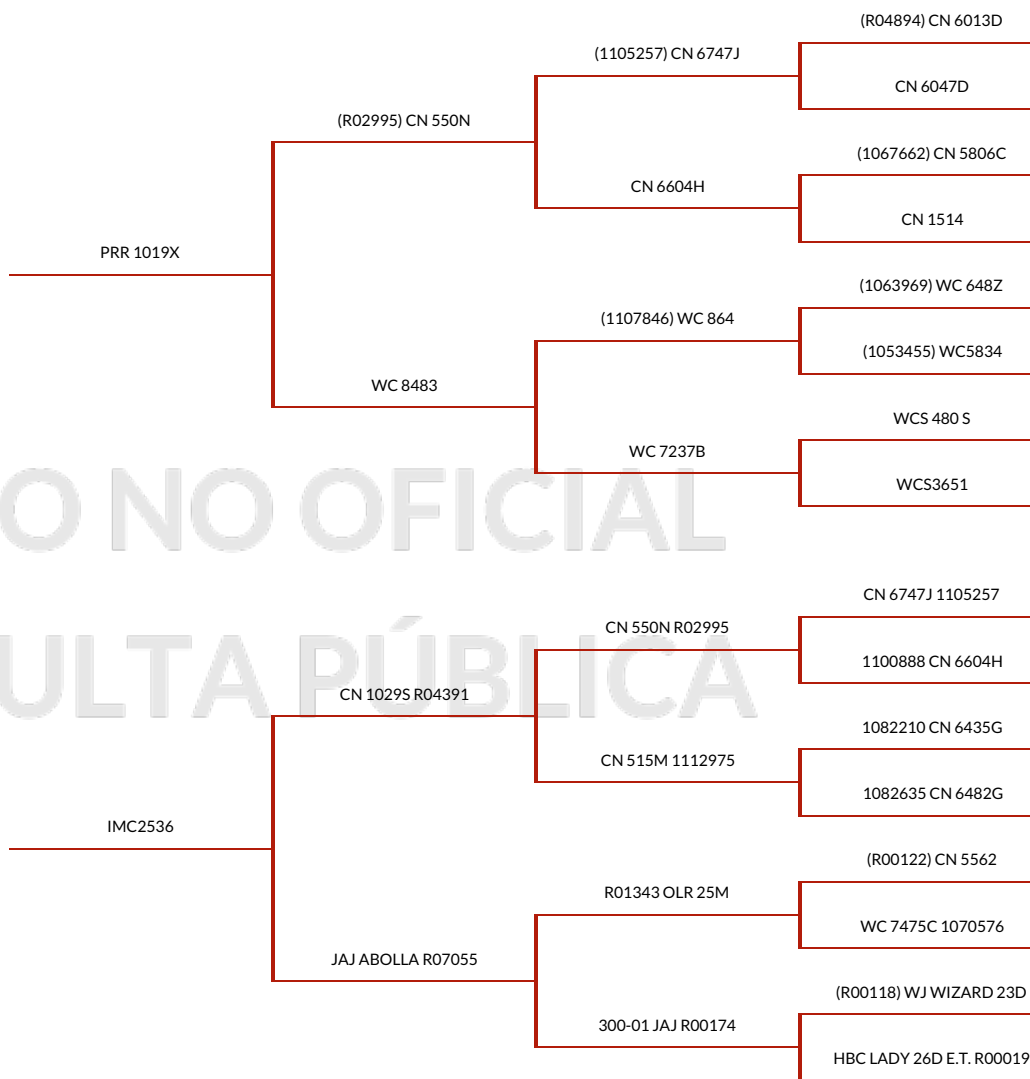 (R04894) CN 6013D
(1105257) CN 6747J
CN 6047D
(R02995) CN 550N
(1067662) CN 5806C
CN 6604H
CN 1514
PRR 1019X
(1063969) WC 648Z
(1107846) WC 864
(1053455) WC5834
WC 8483
WCS 480 S
WC 7237B
WCS3651
O NO OFICIAL
CN 6747J 1105257
CN 550N R02995
1100888 CN 6604H
ULTA PÚBLICA
CN 1029S R04391
1082210 CN 6435G
CN 515M 1112975
1082635 CN 6482G
IMC2536
(R00122) CN 5562
R01343 OLR 25M
WC 7475C 1070576
JAJ ABOLLA R07055
(R00118) WJ WIZARD 23D
300-01 JAJ R00174
HBC LADY 26D E.T. R00019